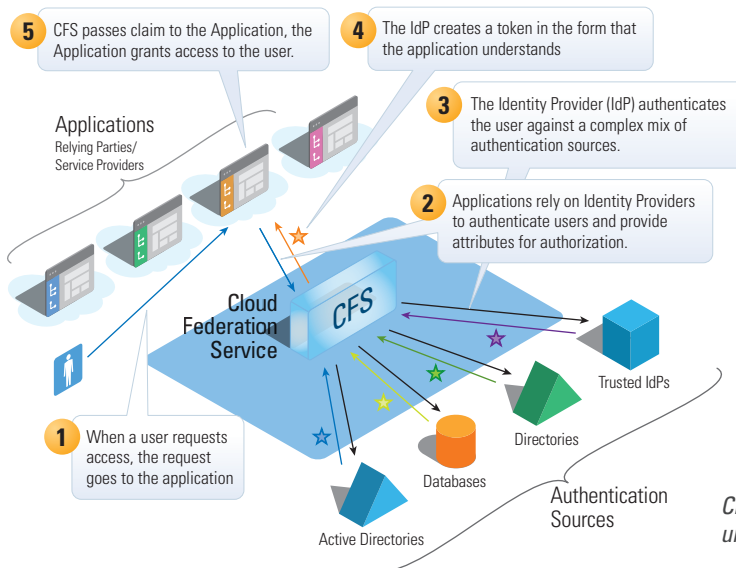 5
CFS passes claim to the Application, the
Application grants access to the user.
4
The IdP creates a token in the form that
the application understands
3
The Identity Provider (IdP) authenticates
the user against a complex mix of
authentication sources.
Applications
Relying Parties/
Service Providers
2
Applications rely on Identity Providers
to authenticate users and provide
attributes for authorization.
CFS
Cloud
Federation
Service
Trusted IdPs
Directories
1
When a user requests
access, the request
goes to the application
Databases
Active Directories
Authentication
Sources